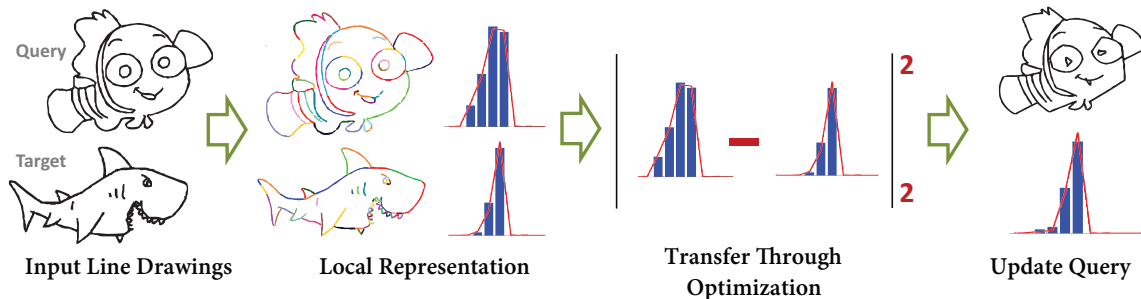 Query
Target
2
2
Input Line Drawings
Local Representation
Transfer Through
Optimization
Update Query